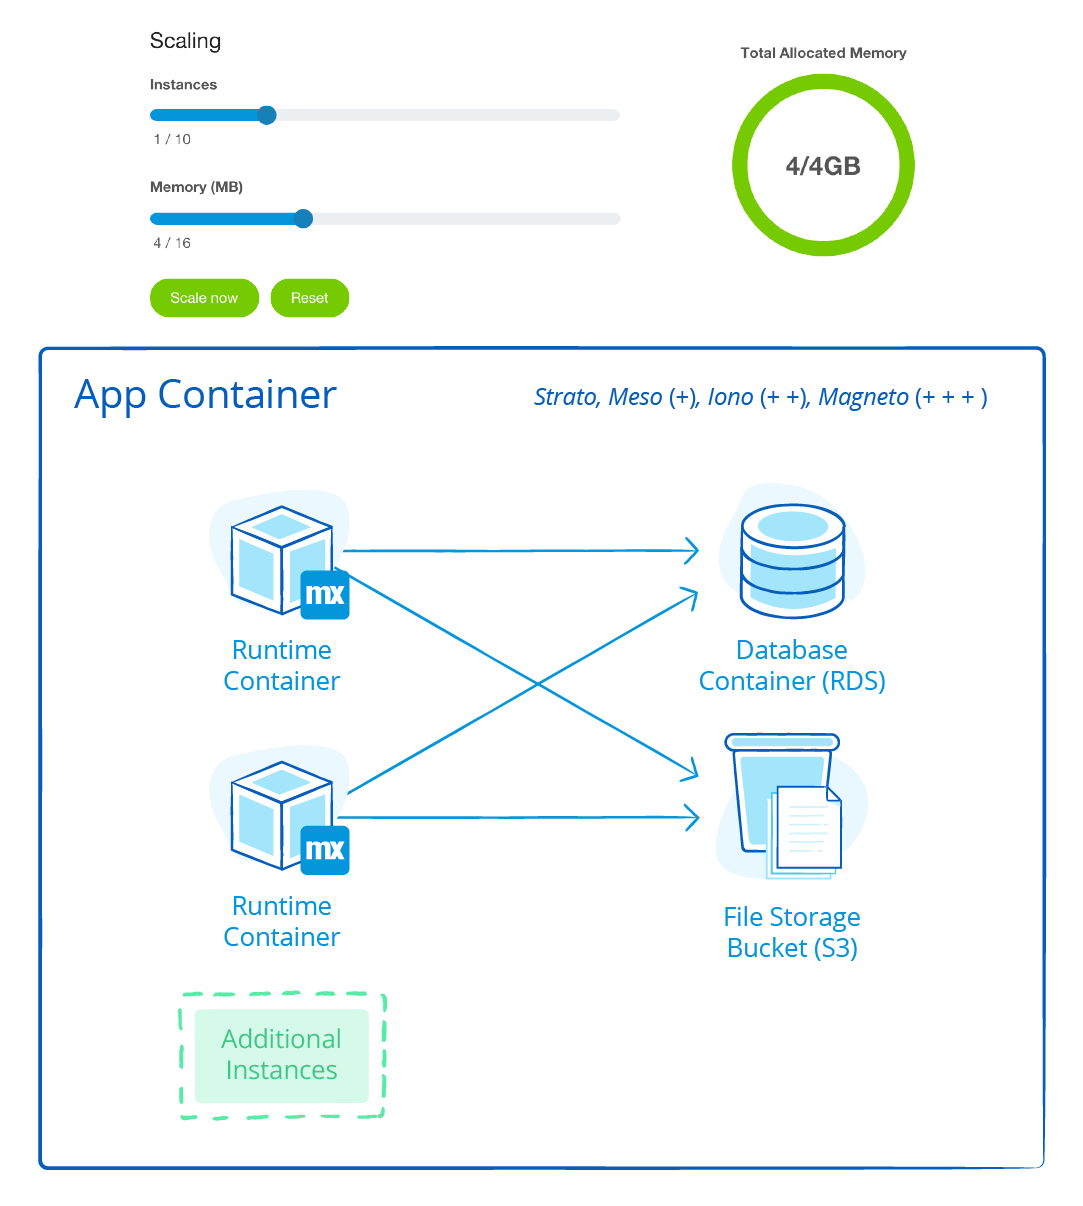 Scaling
Total Allocated Memory
Instances
1 / 10
4/4GB
Memory (MB)
4 / 16
Scale now
Reset
App Container
Strato, Meso (+), Iono (+ +), Magneto (+ + + )
mx
Runtime
Container
Database
Container (RDS)
mx
Runtime
Container
File Storage
Bucket (S3)
Additional
Instances